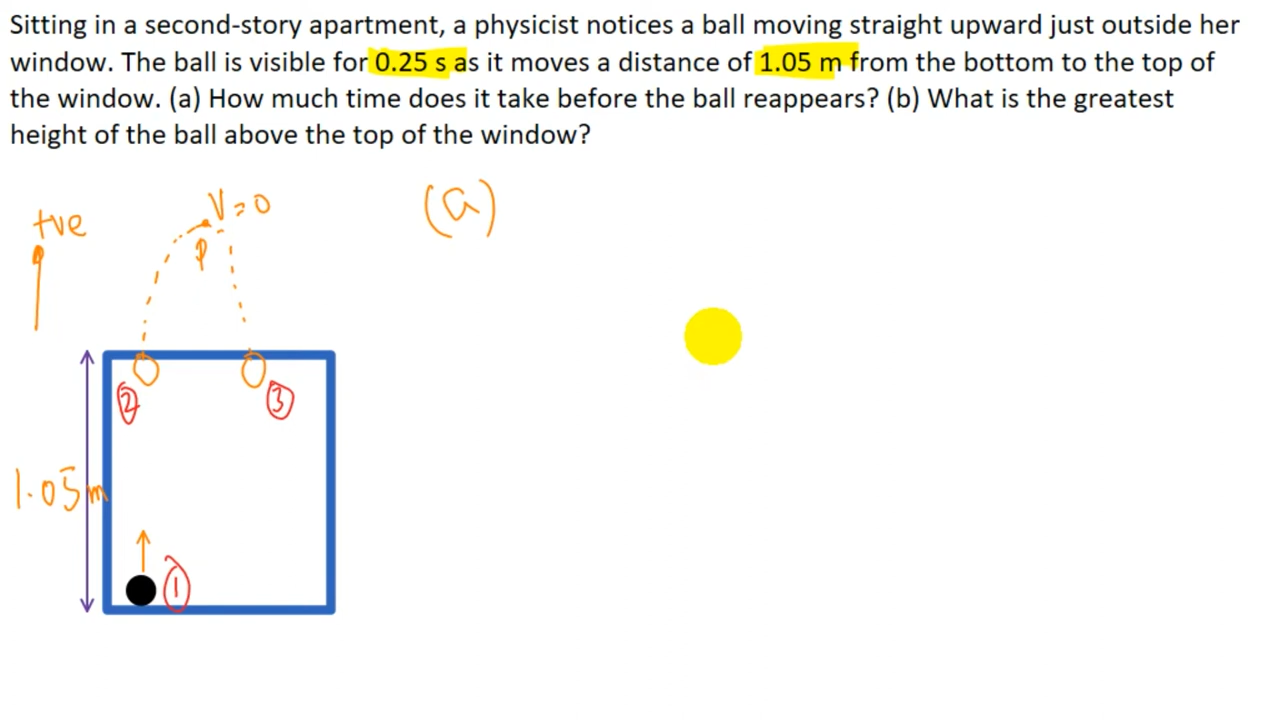 Sitting in a second-story apartment, a physicist notices a ball moving straight upward just outside her
window. The ball is visible for 0.25 s as it moves a distance of 1.05 m from the bottom to the top of
the window. (a) How much time does it take before the ball reappears? (b) What is the greatest
height of the ball above the top of the window?
+ve
V=0
(a)
P
2
3
1.05m
1